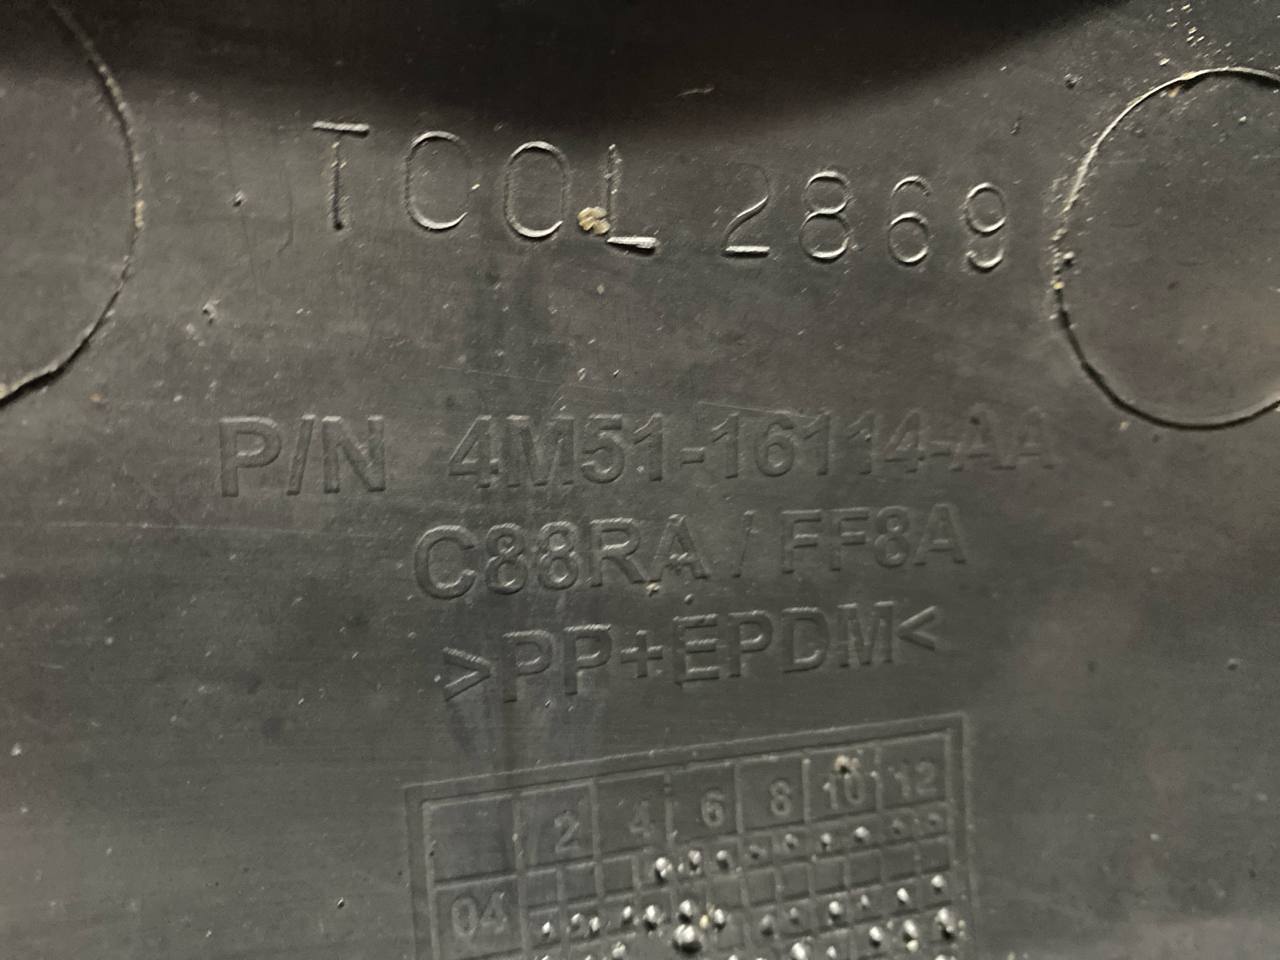 TOOL 2869
P/N 4M51-16114-AA
C88RA / FF8A
>PP+EPDM<
2 4 6 8 10 12
04